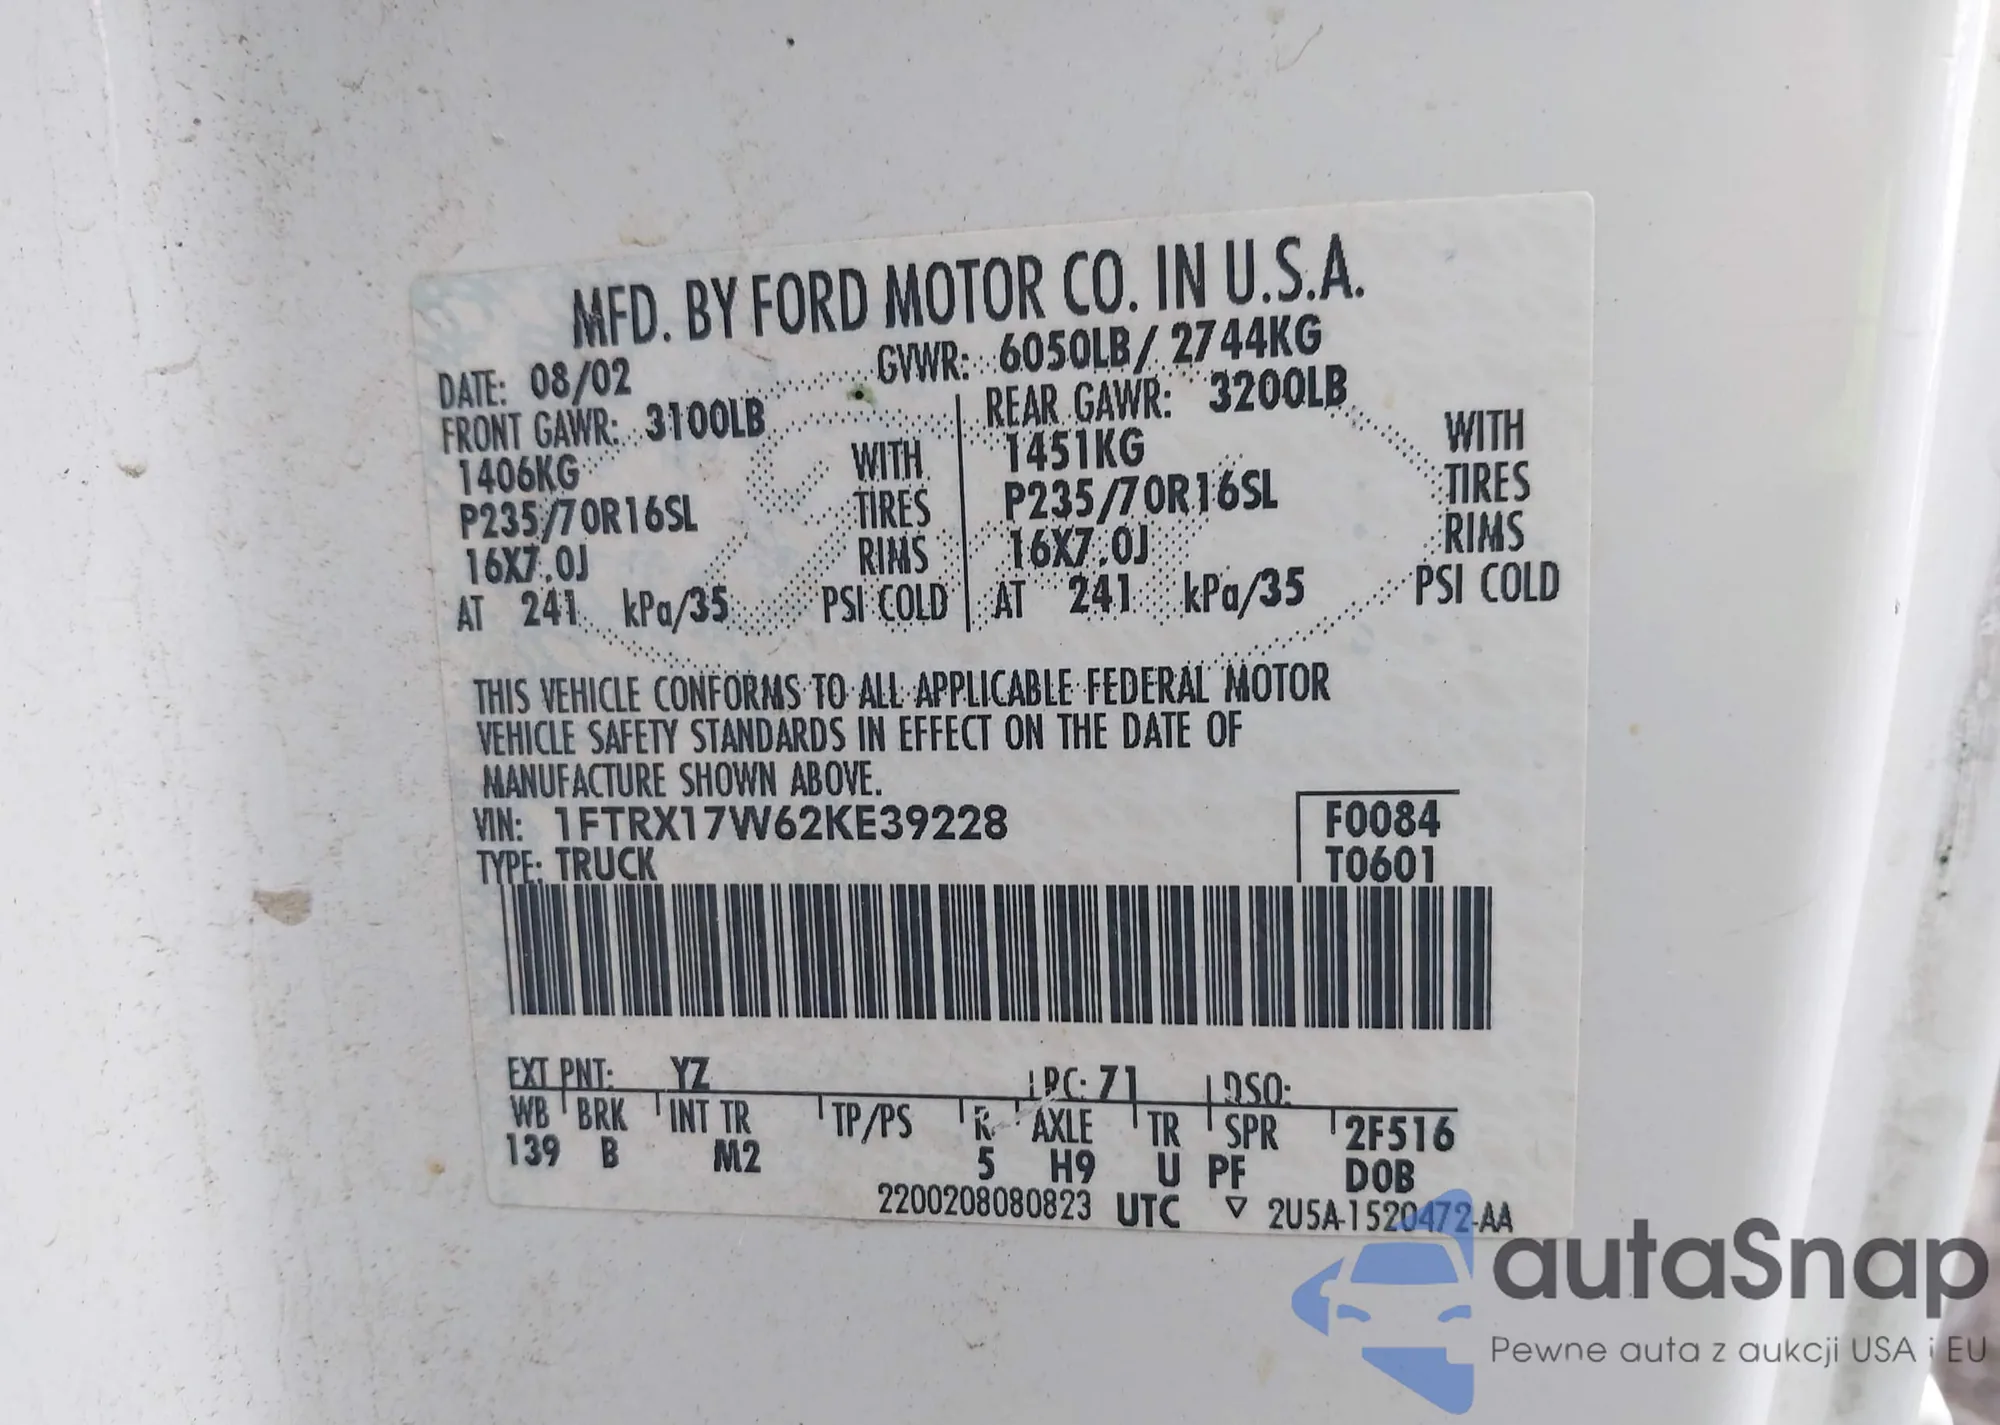 MFD. BY FORD MOTOR CO. IN U.S.A.
DATE: 08/02 GVWR: 6050LB/ 2744KG
FRONT GAWR: 3100LB REAR GAWR: 3200LB
1406KG WITH 1451KG WITH
P235/70R16SL TIRES P235/70R16SL TIRES
16X7.0J RIMS 16X7.0J RIMS
AT 241 kPa/35 PSI COLD AT 241 kPa/35 PSI COLD
THIS VEHICLE CONFORMS TO ALL APPLICABLE FEDERAL MOTOR
VEHICLE SAFETY STANDARDS IN EFFECT ON THE DATE OF
MANUFACTURE SHOWN ABOVE.
VIN: 1FTRX17W62KE39228 F0084
TYPE: TRUCK T0601
EXT PNT: YZ RC: 71 DSO:
WB BRK INT TR TP/PS R AXLE TR SPR 2F516
139 B M2 5 H9 U PF DOB
2200208080823 UTC ▽ 2U5A-1520472-AA
autaSnap
Pewne auta z aukcji USA i EU